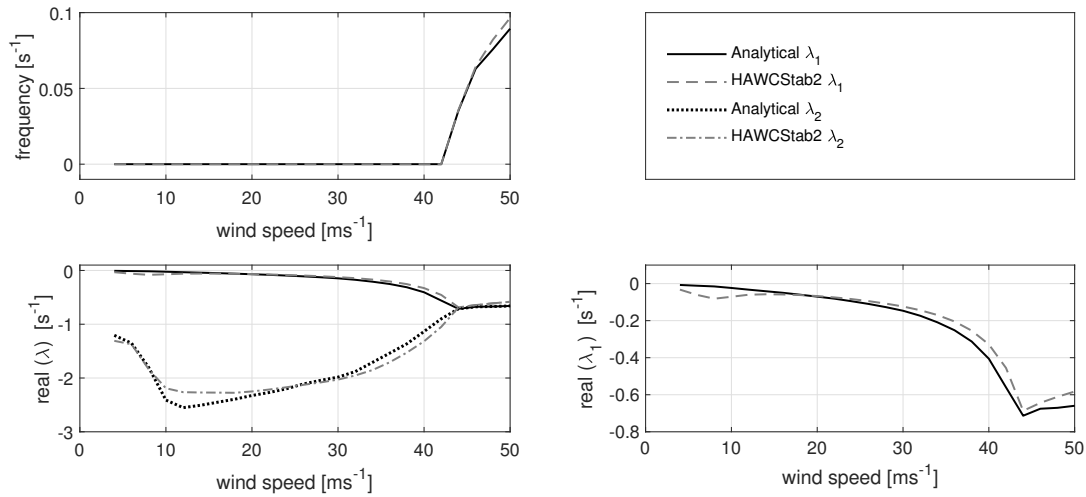 0.1
0.05
0
frequency [s⁻¹]
0 10 20 30 40 50
wind speed [ms⁻¹]
Analytical λ₁
HAWCStab2 λ₁
Analytical λ₂
HAWCStab2 λ₂
0
-1
-2
-3
real (λ) [s⁻¹]
0 10 20 30 40 50
wind speed [ms⁻¹]
0
-0.2
-0.4
-0.6
-0.8
real (λ₁) [s⁻¹]
0 10 20 30 40 50
wind speed [ms⁻¹]